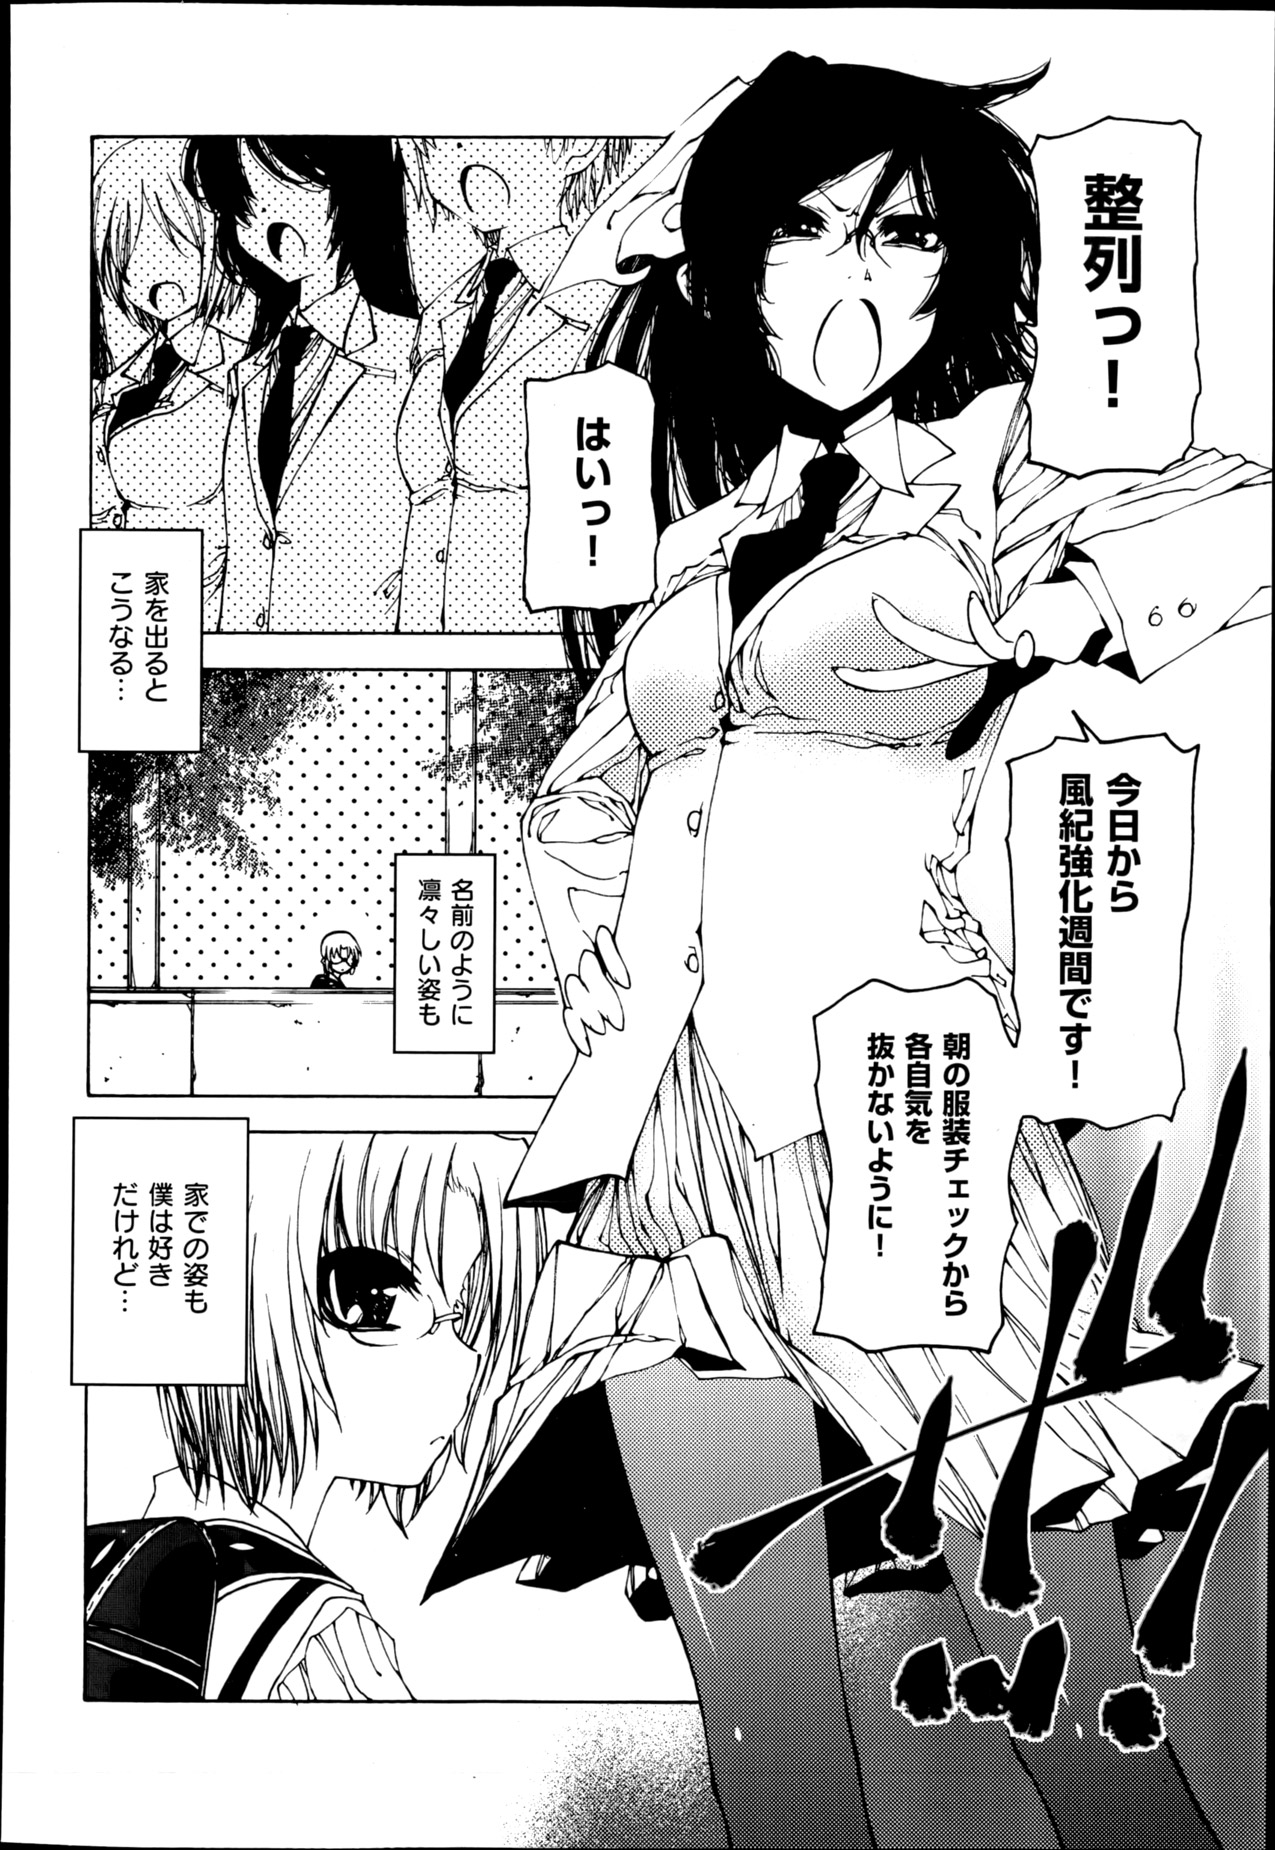 整列っ！
はいっ！
今日から
風紀強化週間です！
朝の服装チェックから
各自気を
抜かないように！
家を出ると
こうなる…
名前のように
凛々しい姿も
家での姿も
僕は好き
だけれど…